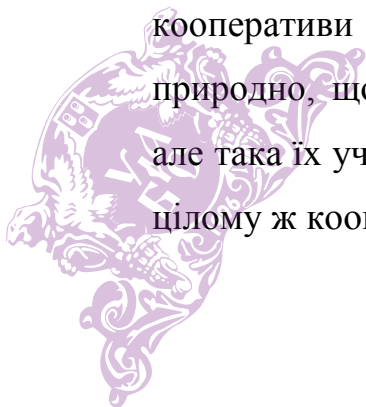 кооперативи
природно, що
але така їх уч
цілому ж кооп